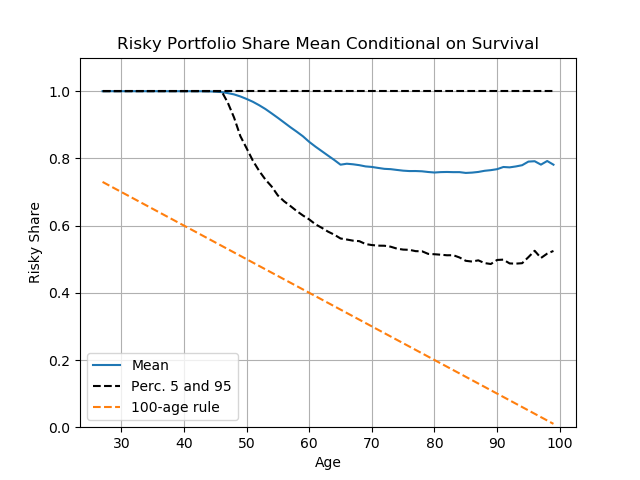 Risky Portfolio Share Mean Conditional on Survival
1.0
0.8
0.6
0.4
0.2
0.0
Risky Share
Mean
Perc. 5 and 95
100-age rule
30 40 50 60 70 80 90 100
Age